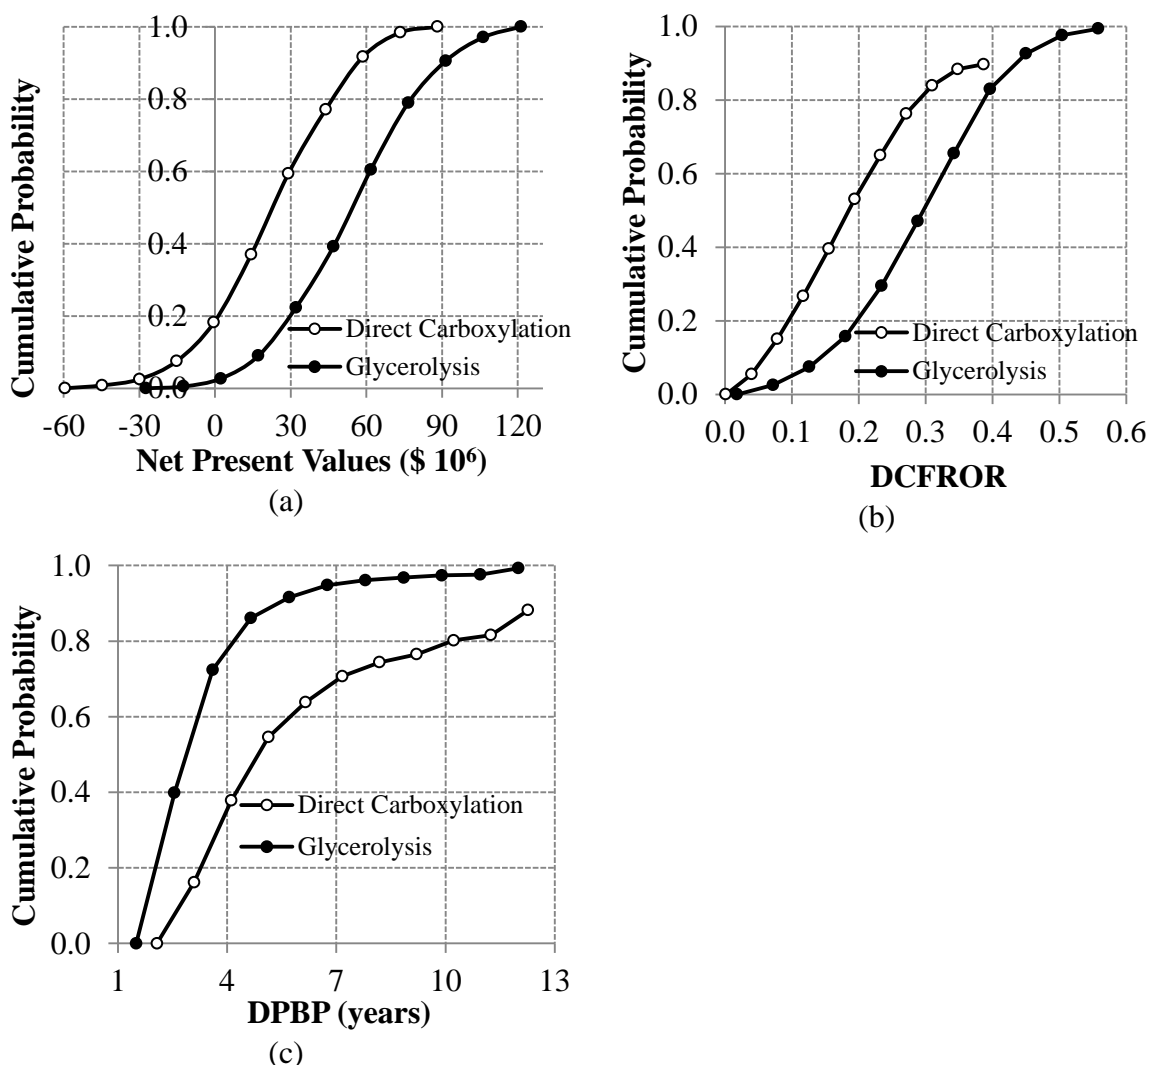 Cumulative Probability
1.0
0.8
0.6
0.4
0.2
0.0
Direct Carboxylation
Glycerolysis
-60 -30 0 30 60 90 120
Net Present Values ($ 10⁶)
(a)
Cumulative Probability
1.0
0.8
0.6
0.4
0.2
0.0
Direct Carboxylation
Glycerolysis
0.0 0.1 0.2 0.3 0.4 0.5 0.6
DCFROR
(b)
Cumulative Probability
1.0
0.8
0.6
0.4
0.2
0.0
Direct Carboxylation
Glycerolysis
1 4 7 10 13
DPBP (years)
(c)